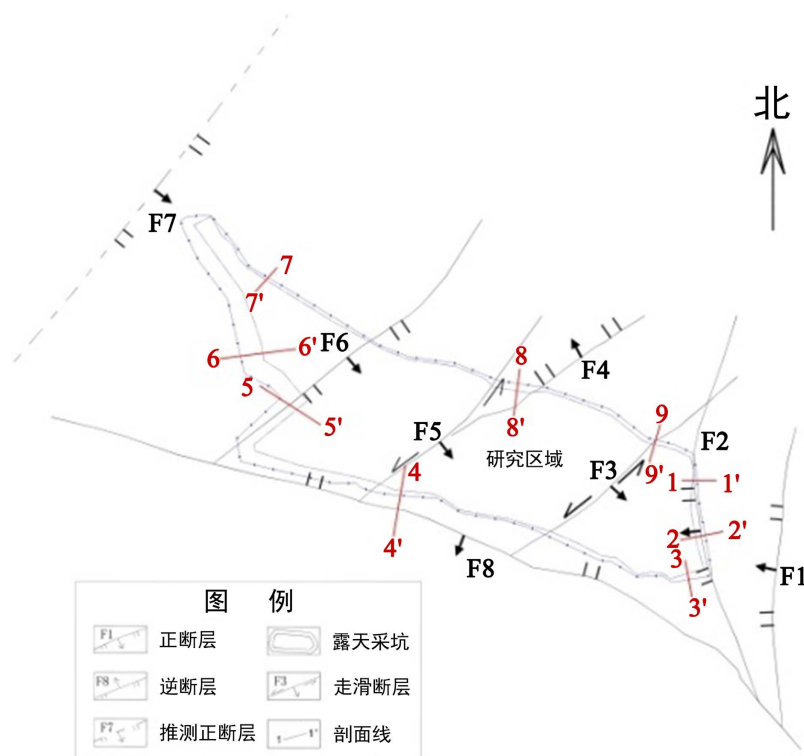 北
F7
7
7'
6
6'
F6
8
F4
5
5'
8'
9
F5
研究区域
F2
4
F3
9'
1
1'
2
2'
4'
F8
3
F1
3'
图 例
F1 正断层
露天采坑
F8 逆断层
F3 走滑断层
F7 推测正断层
1 1' 剖面线